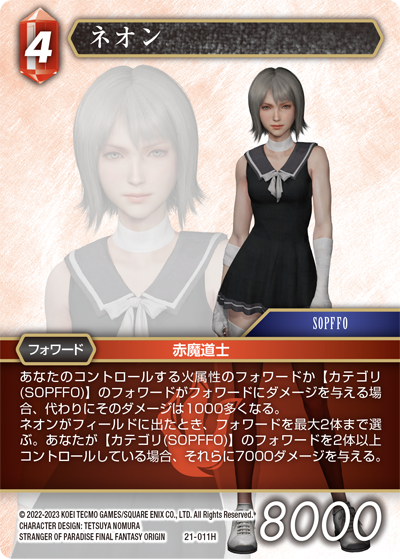 4
ネオン
SOPFFO
フォワード
赤魔道士
あなたのコントロールする火属性のフォワードか【カテゴリ
(SOPFFO)】のフォワードがフォワードにダメージを与える場
合、代わりにそのダメージは1000多くなる。
ネオンがフィールドに出たとき、フォワードを最大2体まで選
ぶ。あなたが【カテゴリ(SOPFFO)】のフォワードを2体以上
コントロールしている場合、それらに7000ダメージを与える。
© 2022-2023 KOEI TECMO GAMES/SQUARE ENIX CO., LTD. All Rights Reserved.
CHARACTER DESIGN: TETSUYA NOMURA
STRANGER OF PARADISE FINAL FANTASY ORIGIN
21-011H
8000